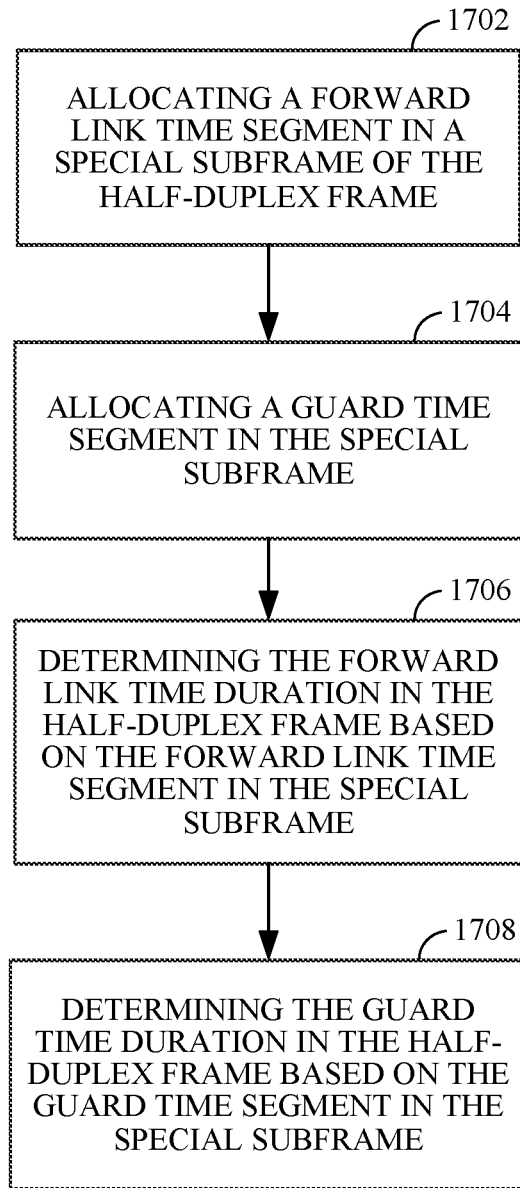 1702
ALLOCATING A FORWARD
LINK TIME SEGMENT IN A
SPECIAL SUBFRAME OF THE
HALF-DUPLEX FRAME
1704
ALLOCATING A GUARD TIME
SEGMENT IN THE SPECIAL
SUBFRAME
1706
DETERMINING THE FORWARD
LINK TIME DURATION IN THE
HALF-DUPLEX FRAME BASED
ON THE FORWARD LINK TIME
SEGMENT IN THE SPECIAL
SUBFRAME
1708
DETERMINING THE GUARD
TIME DURATION IN THE HALF-
DUPLEX FRAME BASED ON THE
GUARD TIME SEGMENT IN THE
SPECIAL SUBFRAME